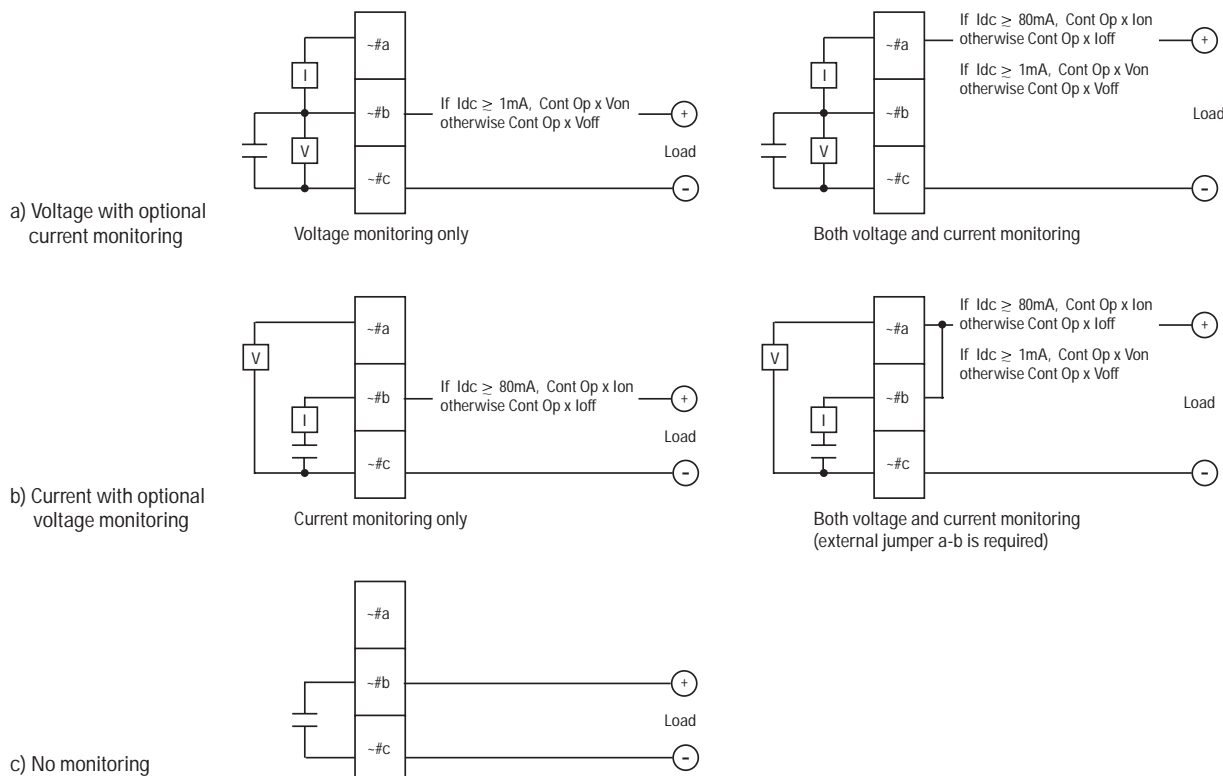 ~#a
I
~#b
V
~#c
If Idc ≥ 1mA, Cont Op x Von
otherwise Cont Op x Voff
+
Load
-
a) Voltage with optional
current monitoring
Voltage monitoring only
~#a
I
~#b
V
~#c
If Idc ≥ 80mA, Cont Op x Ion
otherwise Cont Op x Ioff
If Idc ≥ 1mA, Cont Op x Von
otherwise Cont Op x Voff
+
Load
-
Both voltage and current monitoring
~#a
V
~#b
I
~#c
If Idc ≥ 80mA, Cont Op x Ion
otherwise Cont Op x Ioff
+
Load
-
b) Current with optional
voltage monitoring
Current monitoring only
~#a
V
~#b
I
~#c
If Idc ≥ 80mA, Cont Op x Ion
otherwise Cont Op x Ioff
If Idc ≥ 1mA, Cont Op x Von
otherwise Cont Op x Voff
+
Load
-
Both voltage and current monitoring
(external jumper a-b is required)
~#a
~#b
~#c
+
Load
-
c) No monitoring